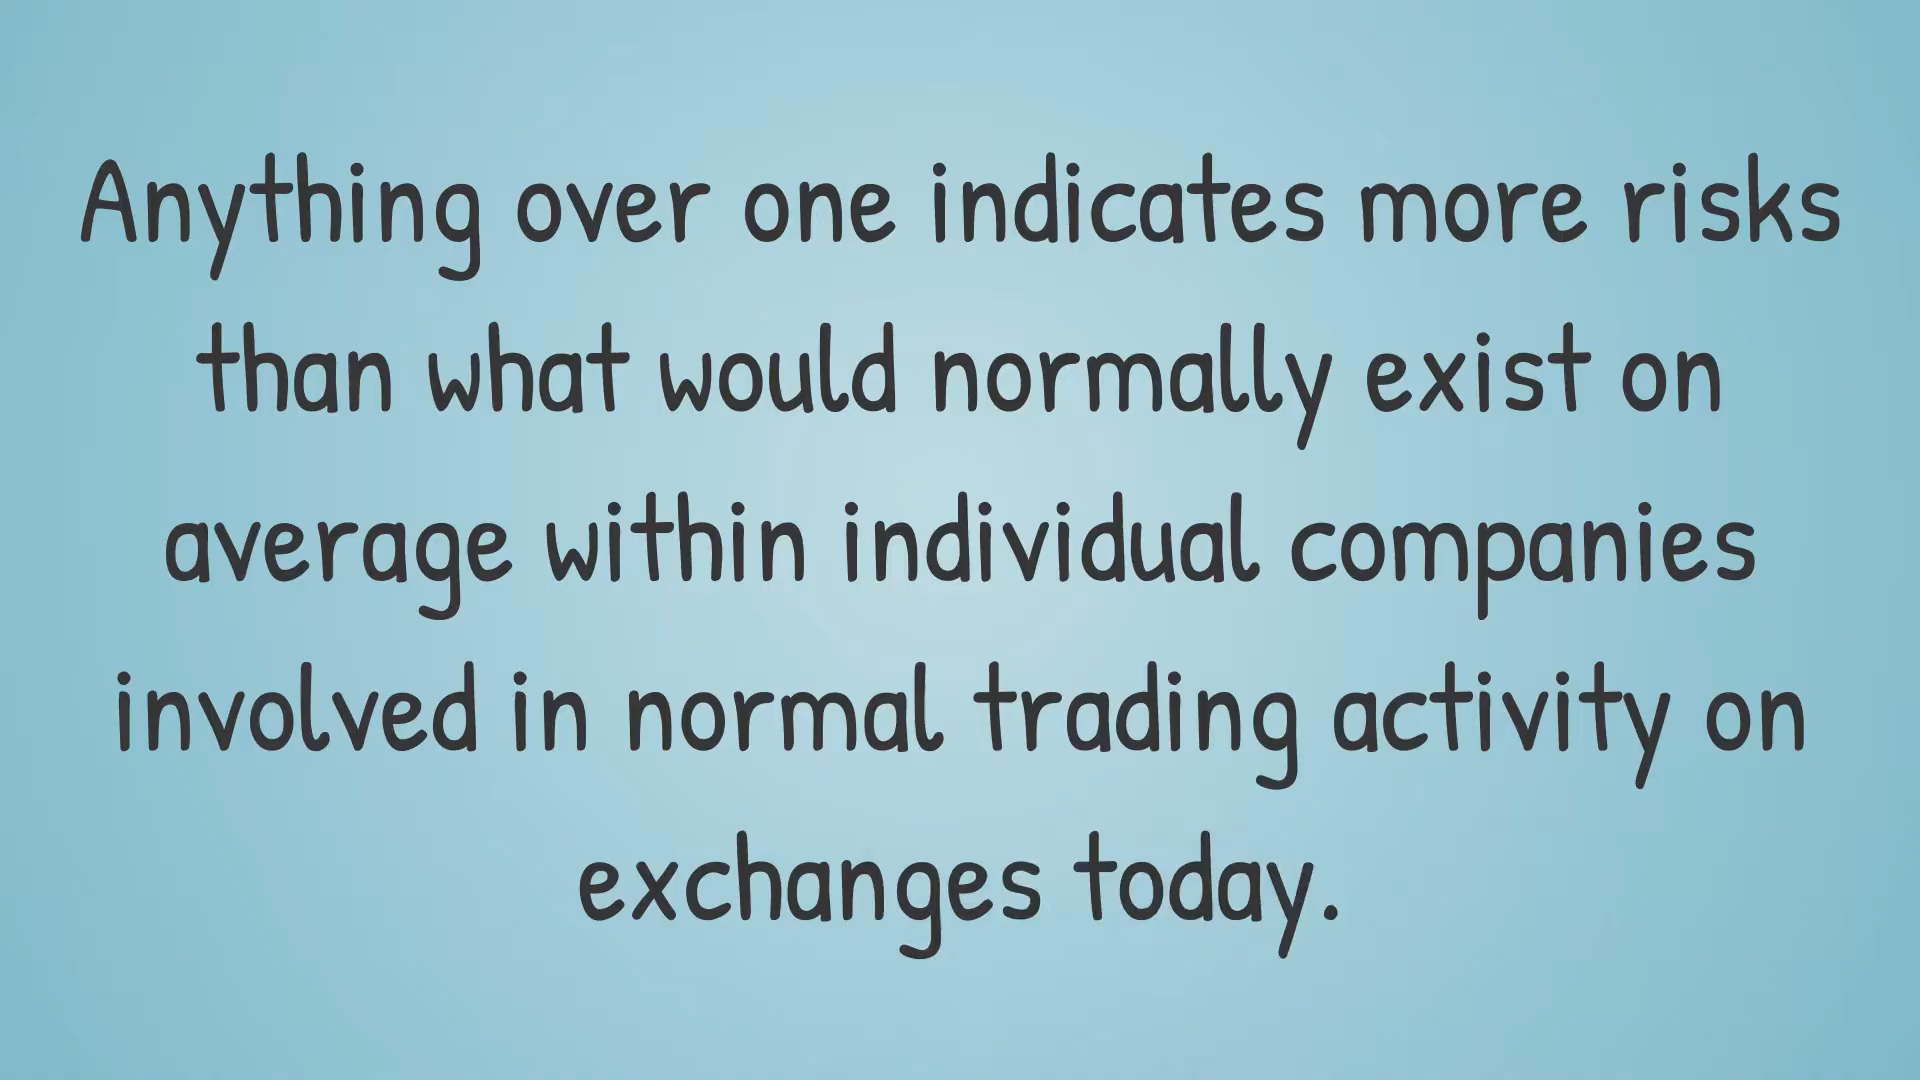 Anything over one indicates more risks
than what would normally exist on
average within individual companies
involved in normal trading activity on
exchanges today.